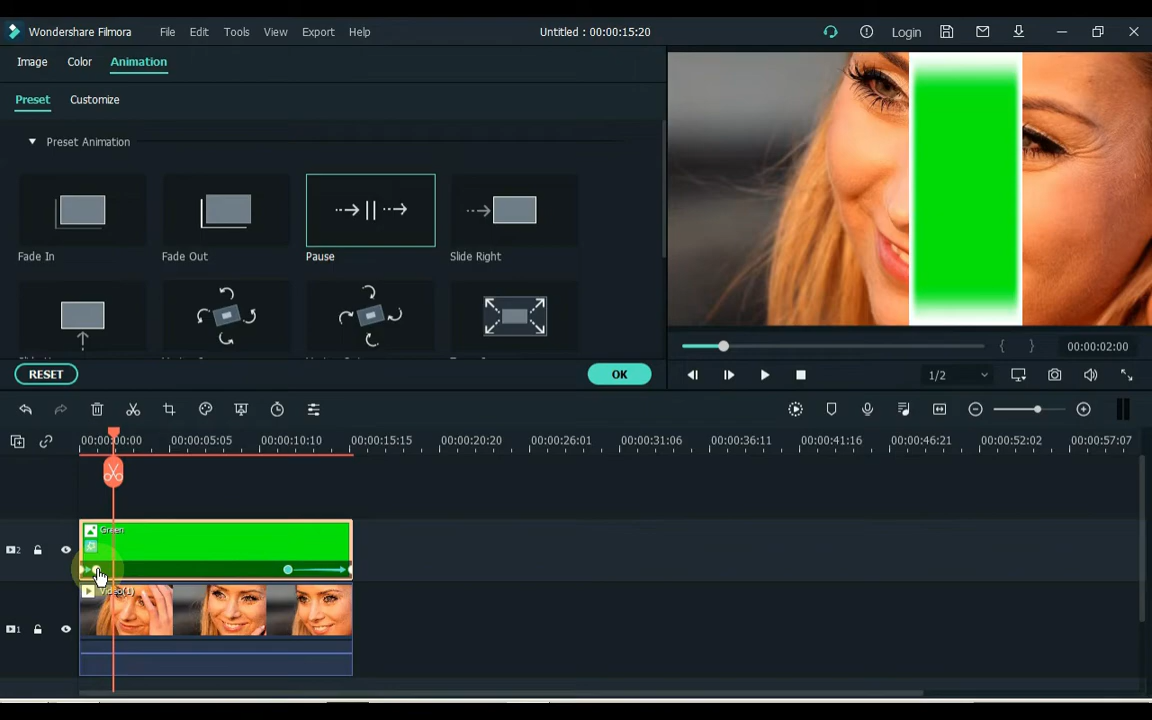 Wondershare Filmora File Edit Tools View Export Help Untitled : 00:00:15:20 Login
Image Color Animation
Preset Customize
Preset Animation
Fade In Fade Out Pause Slide Right
RESET OK
00:00:02:00
1/2
00:00:00:00 00:00:05:05 00:00:10:10 00:00:15:15 00:00:20:20 00:00:26:01 00:00:31:06 00:00:36:11 00:00:41:16 00:00:46:21 00:00:52:02 00:00:57:07
Green
2
Video(1)
1